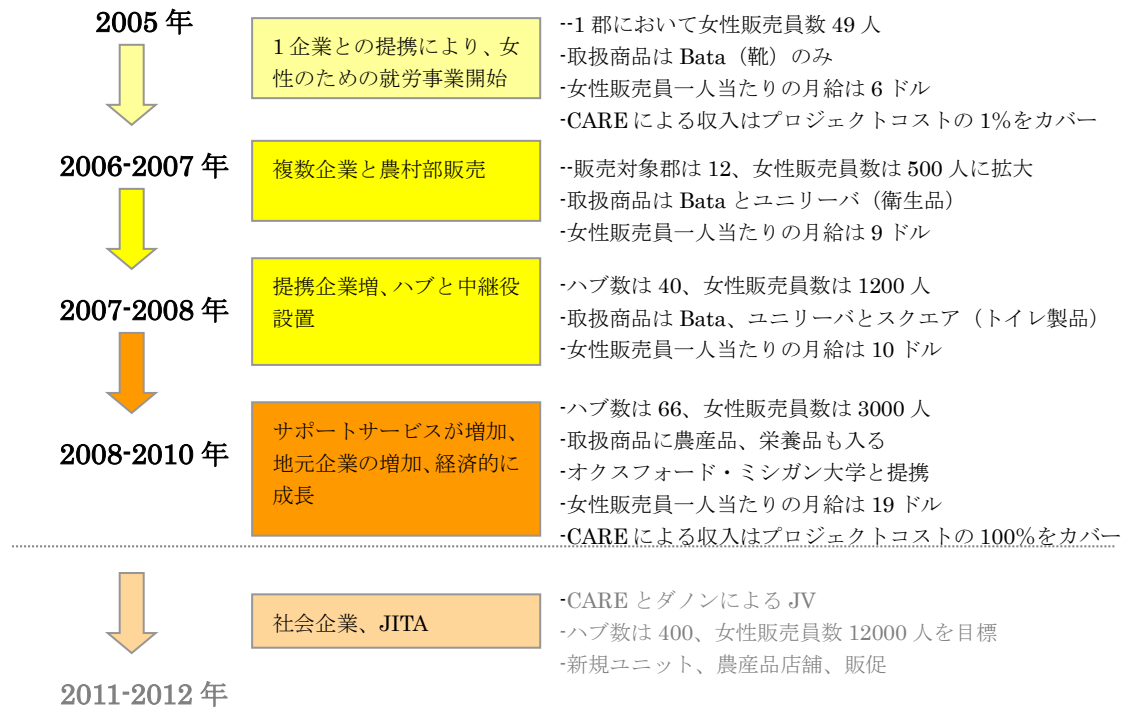 2005 年
1 企業との提携により、女
性のための就労事業開始
--1 郡において女性販売員数 49 人
-取扱商品は Bata（靴）のみ
-女性販売員一人当たりの月給は 6 ドル
-CARE による収入はプロジェクトコストの 1%をカバー
2006-2007 年
複数企業と農村部販売
--販売対象郡は 12、女性販売員数は 500 人に拡大
-取扱商品は Bata とユニリーバ（衛生品）
-女性販売員一人当たりの月給は 9 ドル
2007-2008 年
提携企業増、ハブと中継役
設置
-ハブ数は 40、女性販売員数は 1200 人
-取扱商品は Bata、ユニリーバとスクエア（トイレ製品）
-女性販売員一人当たりの月給は 10 ドル
2008-2010 年
サポートサービスが増加、
地元企業の増加、経済的に
成長
-ハブ数は 66、女性販売員数は 3000 人
-取扱商品に農産品、栄養品も入る
-オクスフォード・ミシガン大学と提携
-女性販売員一人当たりの月給は 19 ドル
-CARE による収入はプロジェクトコストの 100%をカバー
社会企業、JITA
-CARE とダノンによる JV
-ハブ数は 400、女性販売員数 12000 人を目標
-新規ユニット、農産品店舗、販促
2011-2012 年